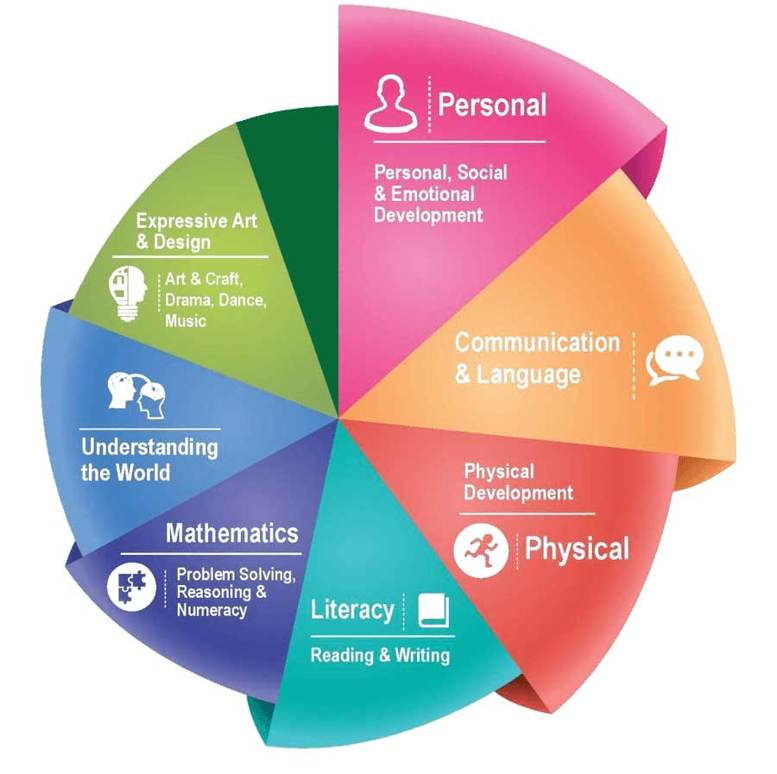 Personal
Personal, Social
& Emotional
Development
Communication
& Language
Physical
Development
Physical
Literacy
Reading & Writing
Mathematics
Problem Solving,
Reasoning &
Numeracy
Understanding
the World
Expressive Art
& Design
Art & Craft,
Drama, Dance,
Music